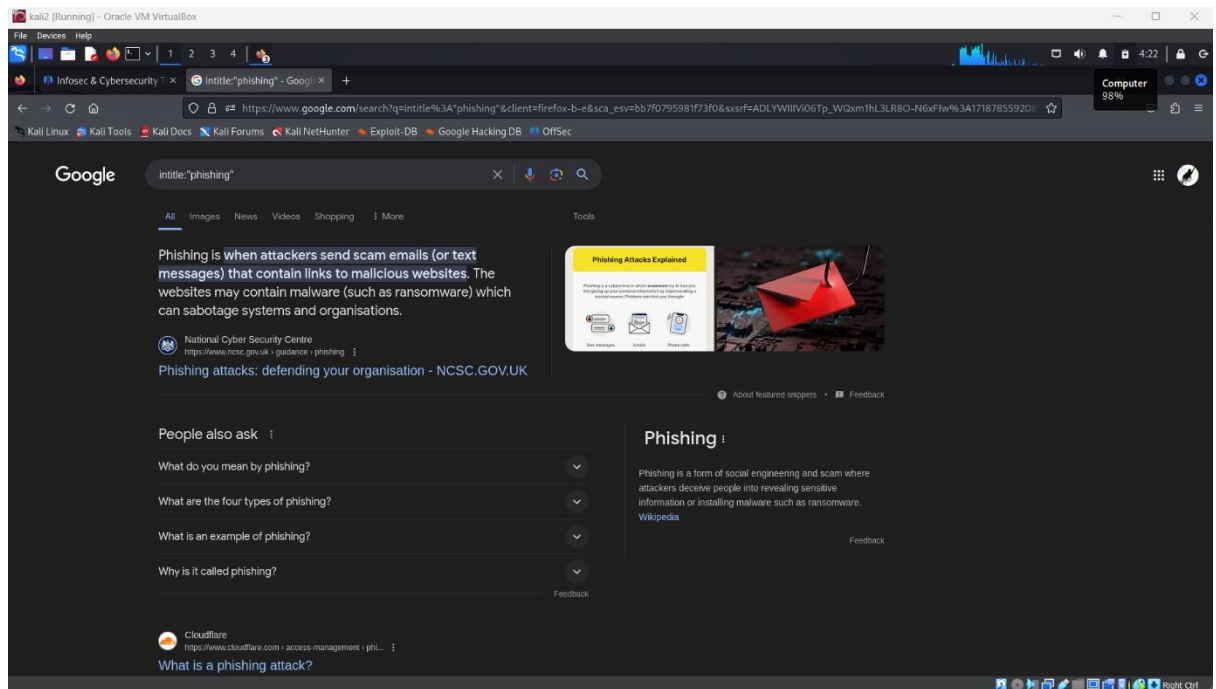 kali2 [Running] - Oracle VM VirtualBox
File Devices Help
1 2 3 4
4:22
Infosec & Cybersecurity T
intitle:"phishing" - Googl
Computer
98%
https://www.google.com/search?q=intitle%3A"phishing"&client=firefox-b-e&sca_esv=bb7f0795981f73f0&sxsrf=
Kali Linux Kali Tools Kali Docs Kali Forums Kali NetHunter Exploit-DB Google Hacking DB OffSec
Google
intitle:"phishing"
All Images News Videos Shopping More Tools
Phishing is when attackers send scam emails (or text
messages) that contain links to malicious websites. The
websites may contain malware (such as ransomware) which
can sabotage systems and organisations.
Phishing Attacks Explained
Text messages Emails Phone calls
National Cyber Security Centre
https://www.ncsc.gov.uk › guidance › phishing
Phishing attacks: defending your organisation - NCSC.GOV.UK
About featured snippets • Feedback
People also ask
What do you mean by phishing?
What are the four types of phishing?
What is an example of phishing?
Why is it called phishing?
Feedback
Phishing
Phishing is a form of social engineering and scam where
attackers deceive people into revealing sensitive
information or installing malware such as ransomware.
Wikipedia
Feedback
Cloudflare
https://www.cloudflare.com › access-management › phi...
What is a phishing attack?
Right Ctrl